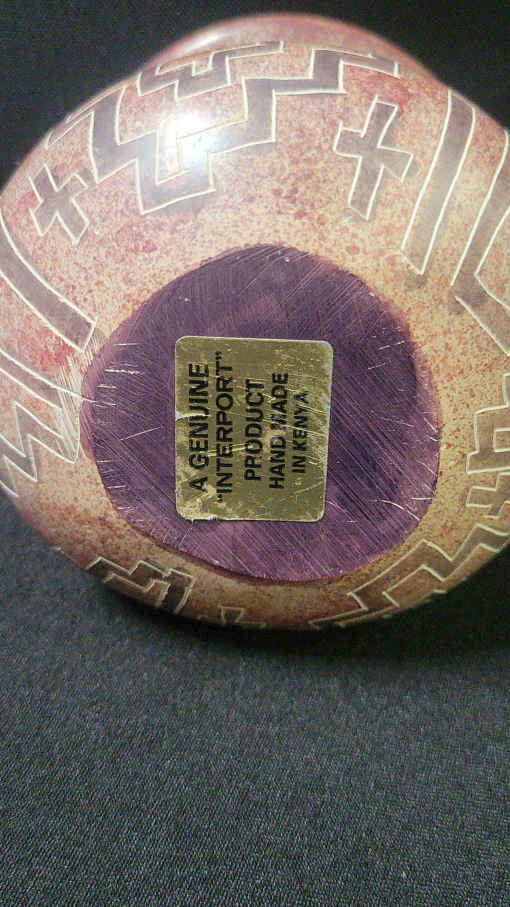 A GENUINE
"INTERPORT"
PRODUCT
HAND MADE
IN KENYA